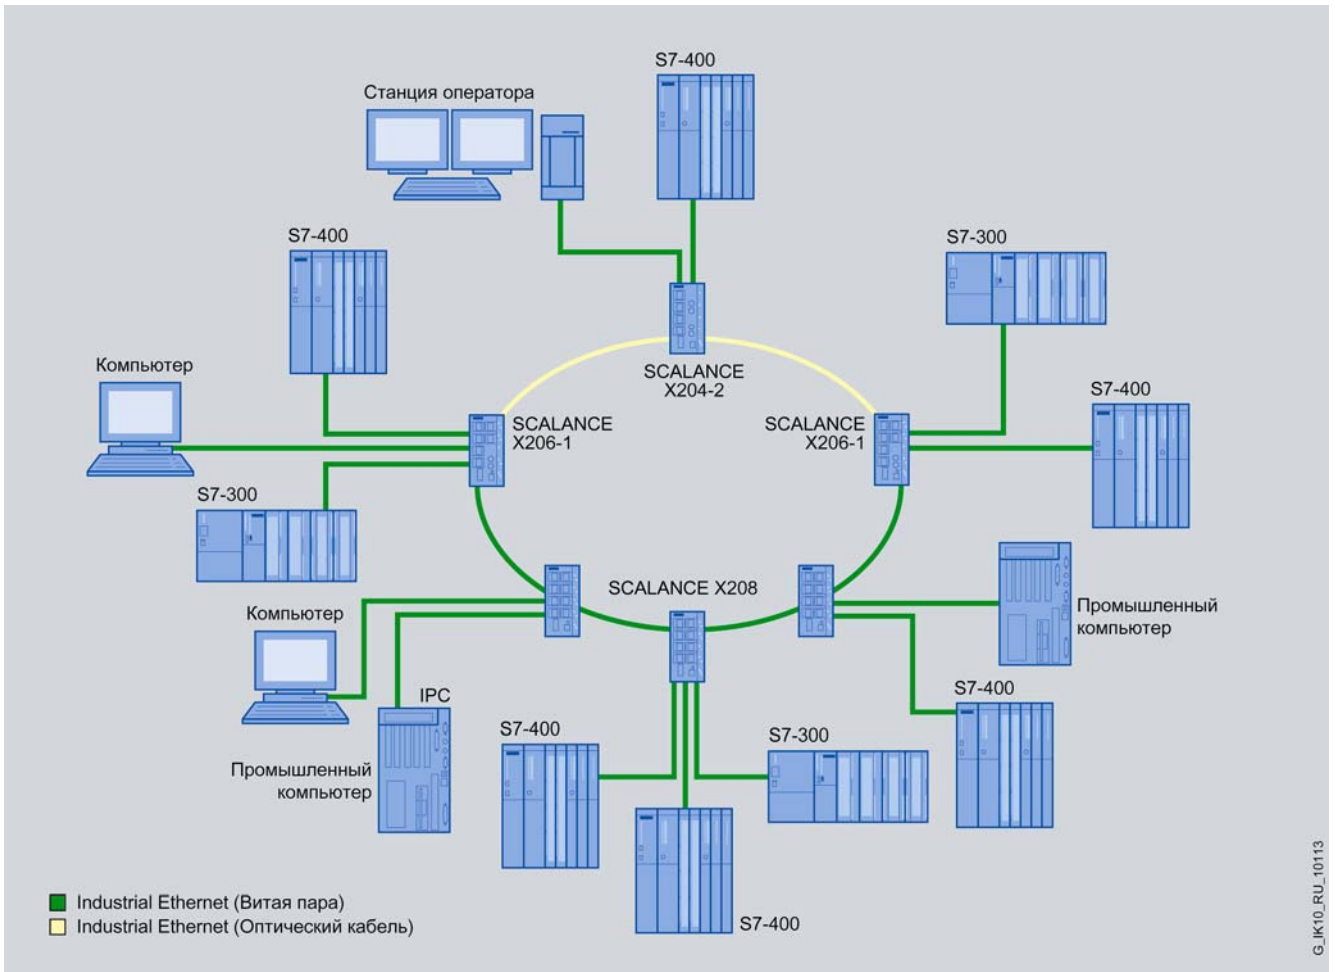 S7-400
Станция оператора
S7-400
S7-300
Компьютер
SCALANCE
X204-2
S7-400
SCALANCE
X206-1
SCALANCE
X206-1
S7-300
SCALANCE X208
Компьютер
Промышленный
компьютер
IPC
S7-400
S7-400
S7-300
Промышленный
компьютер
S7-400
Industrial Ethernet (Витая пара)
Industrial Ethernet (Оптический кабель)
G_IK10_RU_10113